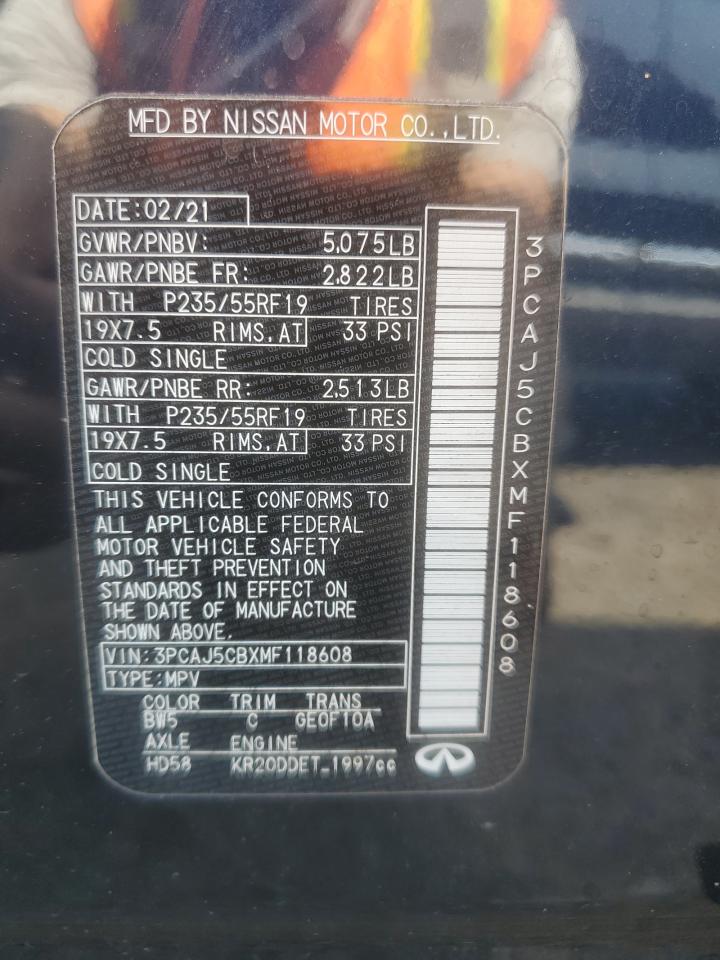 MFD BY NISSAN MOTOR CO.,LTD.
DATE:02/21
GVWR/PNBV: 5,075LB
GAWR/PNBE FR: 2,822LB
WITH P235/55RF19 TIRES
19X7.5 RIMS,AT 33 PSI
COLD SINGLE
GAWR/PNBE RR: 2,513LB
WITH P235/55RF19 TIRES
19X7.5 RIMS,AT 33 PSI
COLD SINGLE
THIS VEHICLE CONFORMS TO
ALL APPLICABLE FEDERAL
MOTOR VEHICLE SAFETY
AND THEFT PREVENTION
STANDARDS IN EFFECT ON
THE DATE OF MANUFACTURE
SHOWN ABOVE.
VIN:3PCAJ5CBXMF118608
TYPE:MPV
COLOR TRIM TRANS
BW5 C GE0F10A
AXLE ENGINE
HD58 KR20DDET_1997cc
3PCAJ5CBXMF118608